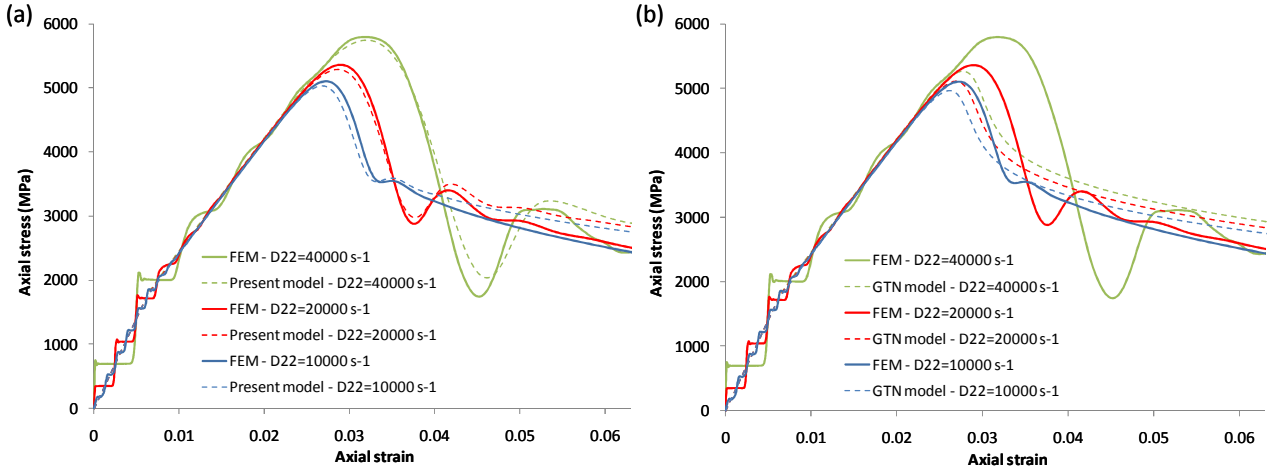 (a)
Axial stress (MPa)
6000
5000
4000
3000
2000
1000
0
FEM - D22=40000 s-1
Present model - D22=40000 s-1
FEM - D22=20000 s-1
Present model - D22=20000 s-1
FEM - D22=10000 s-1
Present model - D22=10000 s-1
0 0.01 0.02 0.03 0.04 0.05 0.06
Axial strain
(b)
Axial stress (MPa)
6000
5000
4000
3000
2000
1000
0
FEM - D22=40000 s-1
GTN model - D22=40000 s-1
FEM - D22=20000 s-1
GTN model - D22=20000 s-1
FEM - D22=10000 s-1
GTN model - D22=10000 s-1
0 0.01 0.02 0.03 0.04 0.05 0.06
Axial strain